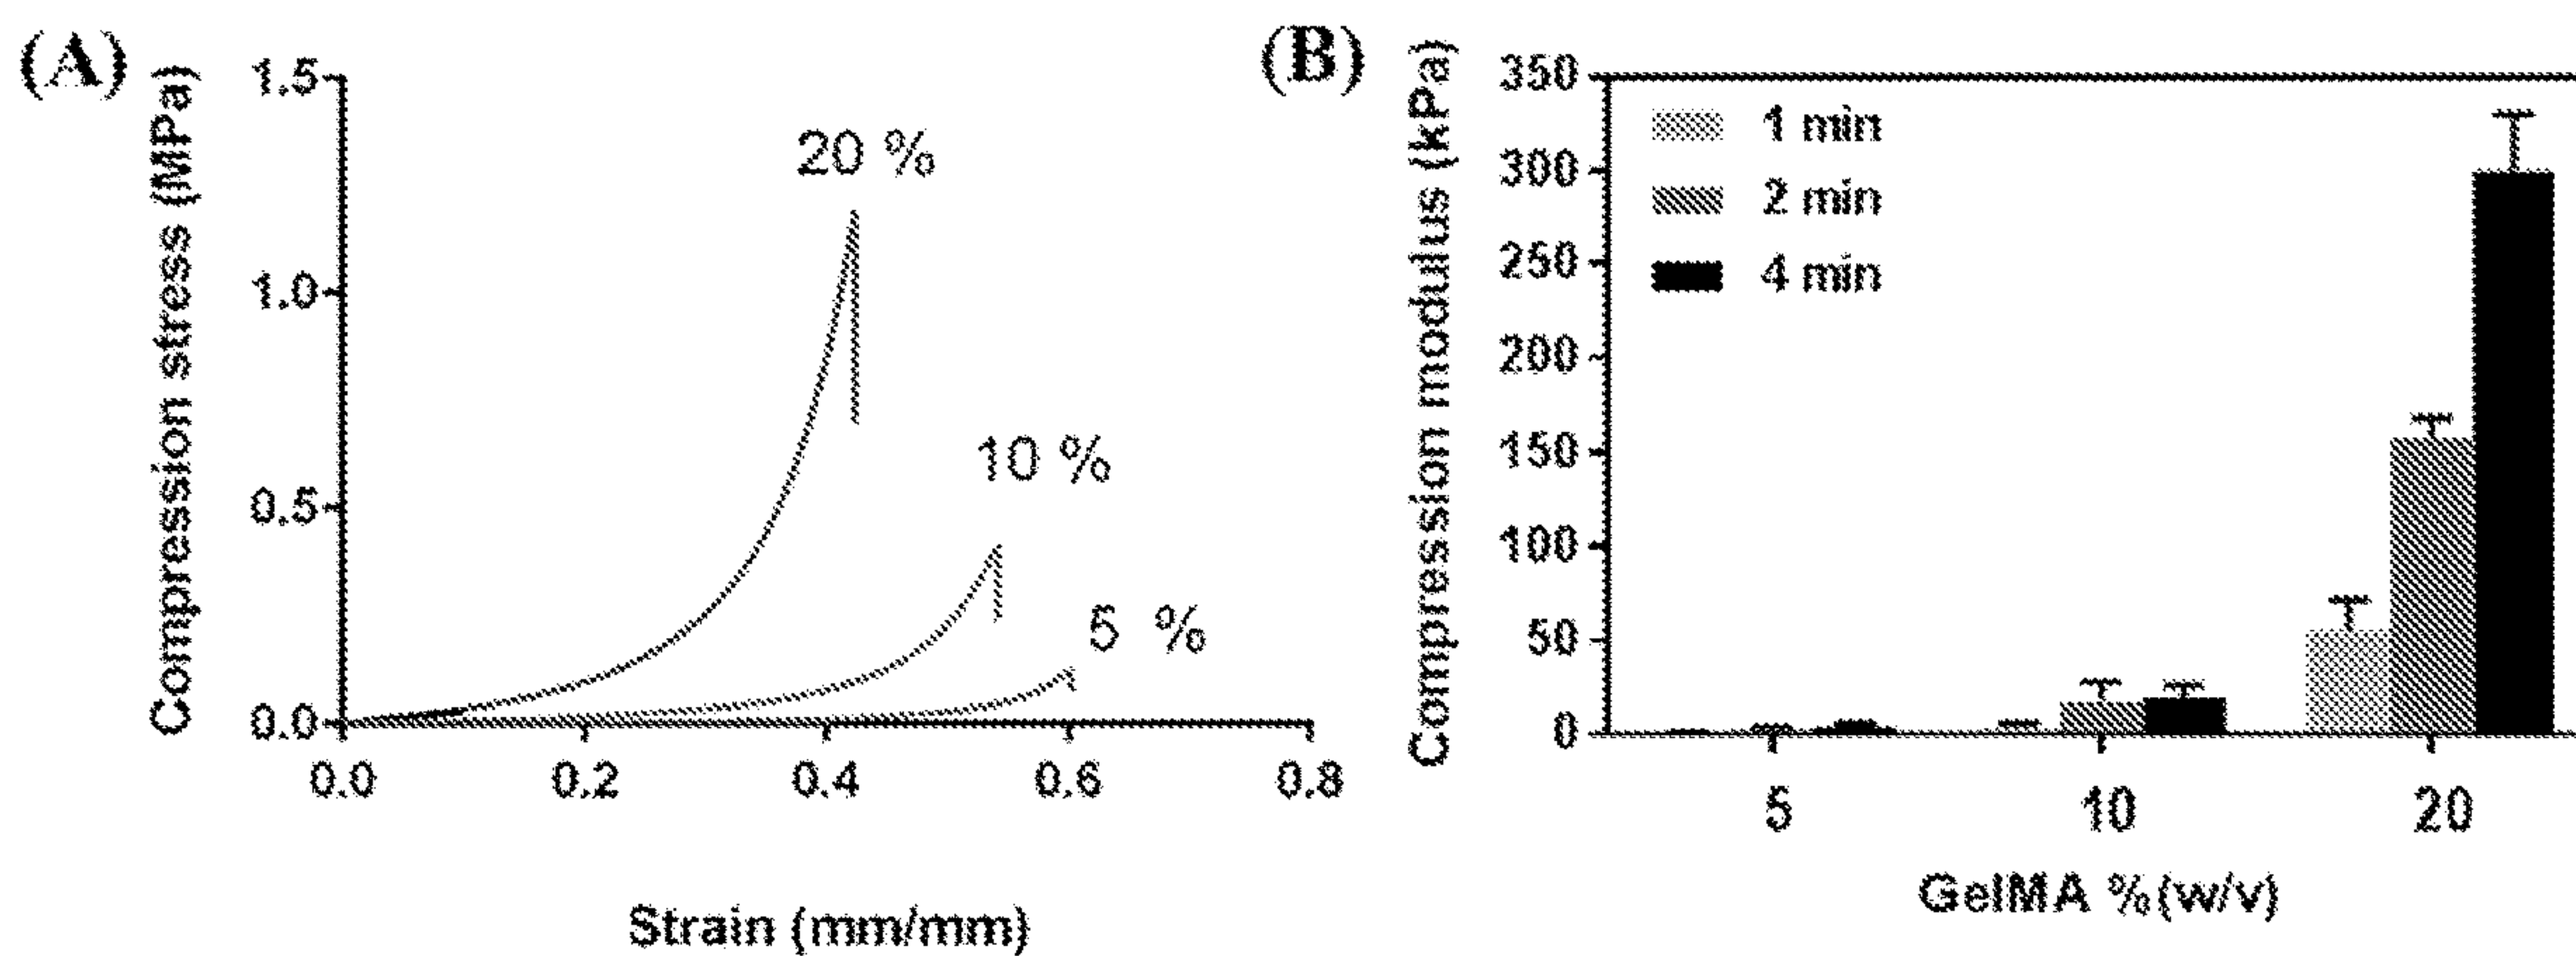 (A)
Compression stress (MPa)
1.5
1.0
0.5
0.0
20 %
10 %
5 %
0.0 0.2 0.4 0.6 0.8
Strain (mm/mm)
(B)
Compression modulus (kPa)
350
300
250
200
150
100
50
0
1 min
2 min
4 min
5 10 20
GelMA %(w/v)